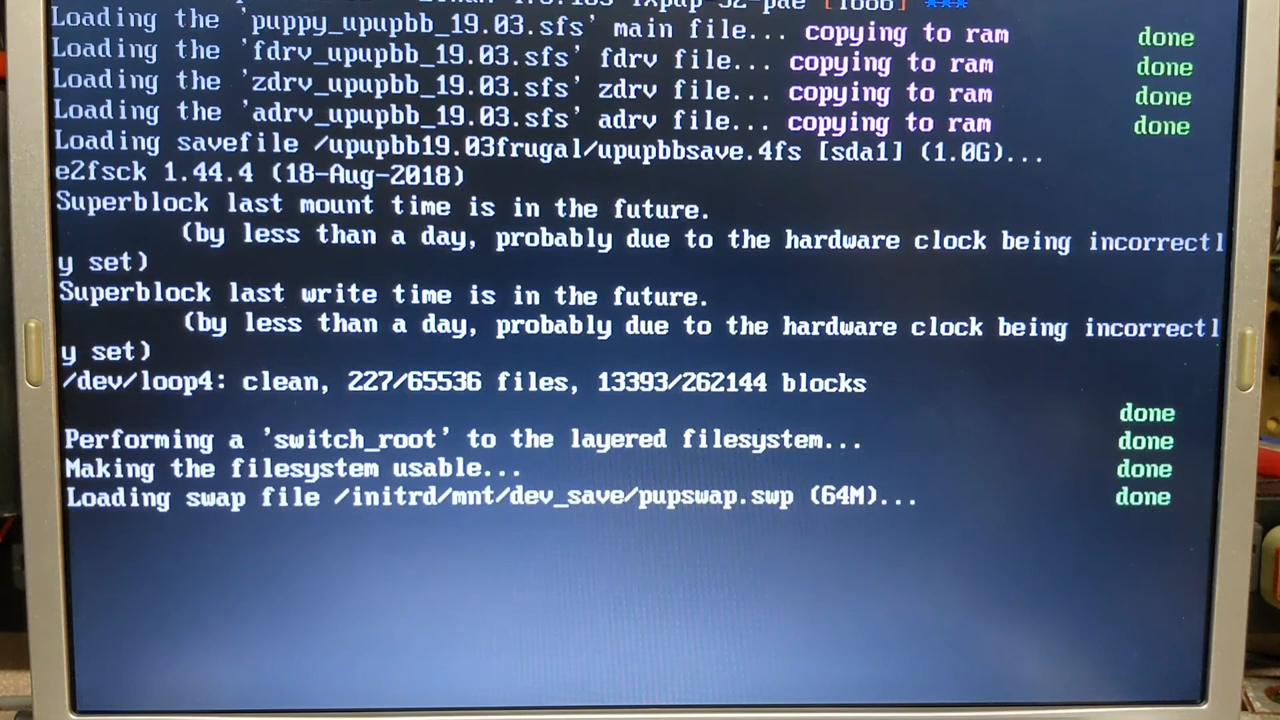 Loading the 'puppy_upupbb_19.03.sfs' main file... copying to ram done
Loading the 'fdrv_upupbb_19.03.sfs' fdrv file... copying to ram done
Loading the 'zdrv_upupbb_19.03.sfs' zdrv file... copying to ram done
Loading the 'adrv_upupbb_19.03.sfs' adrv file... copying to ram done
Loading savefile /upupbb19.03frugal/upupbbsave.4fs [sda1] (1.0G)...
e2fsck 1.44.4 (18-Aug-2018)
Superblock last mount time is in the future.
(by less than a day, probably due to the hardware clock being incorrectl
y set)
Superblock last write time is in the future.
(by less than a day, probably due to the hardware clock being incorrectl
y set)
/dev/loop4: clean, 227/65536 files, 13393/262144 blocks
done
Performing a 'switch_root' to the layered filesystem... done
Making the filesystem usable... done
Loading swap file /initrd/mnt/dev_save/pupswap.swp (64M)... done